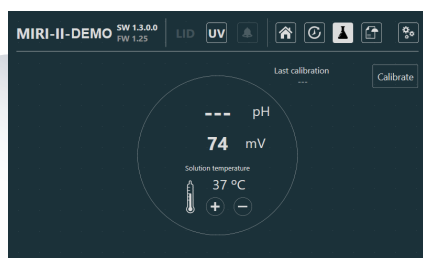 MIRI-II-DEMO SW 1.3.0.0
FW 1.25
LID UV
Last calibration
---
Calibrate
--- pH
74 mV
Solution temperature
37 ºC
+ −